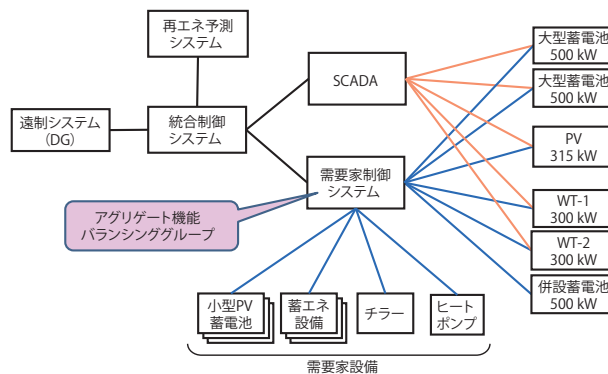 再エネ予測
システム
大型蓄電池
500 kW
SCADA
大型蓄電池
500 kW
遠制システム
（DG）
統合制御
システム
PV
315 kW
需要家制御
システム
アグリゲート機能
バランシンググループ
WT-1
300 kW
WT-2
300 kW
併設蓄電池
500 kW
小型PV
蓄電池
蓄エネ
設備
チラー
ヒート
ポンプ
需要家設備